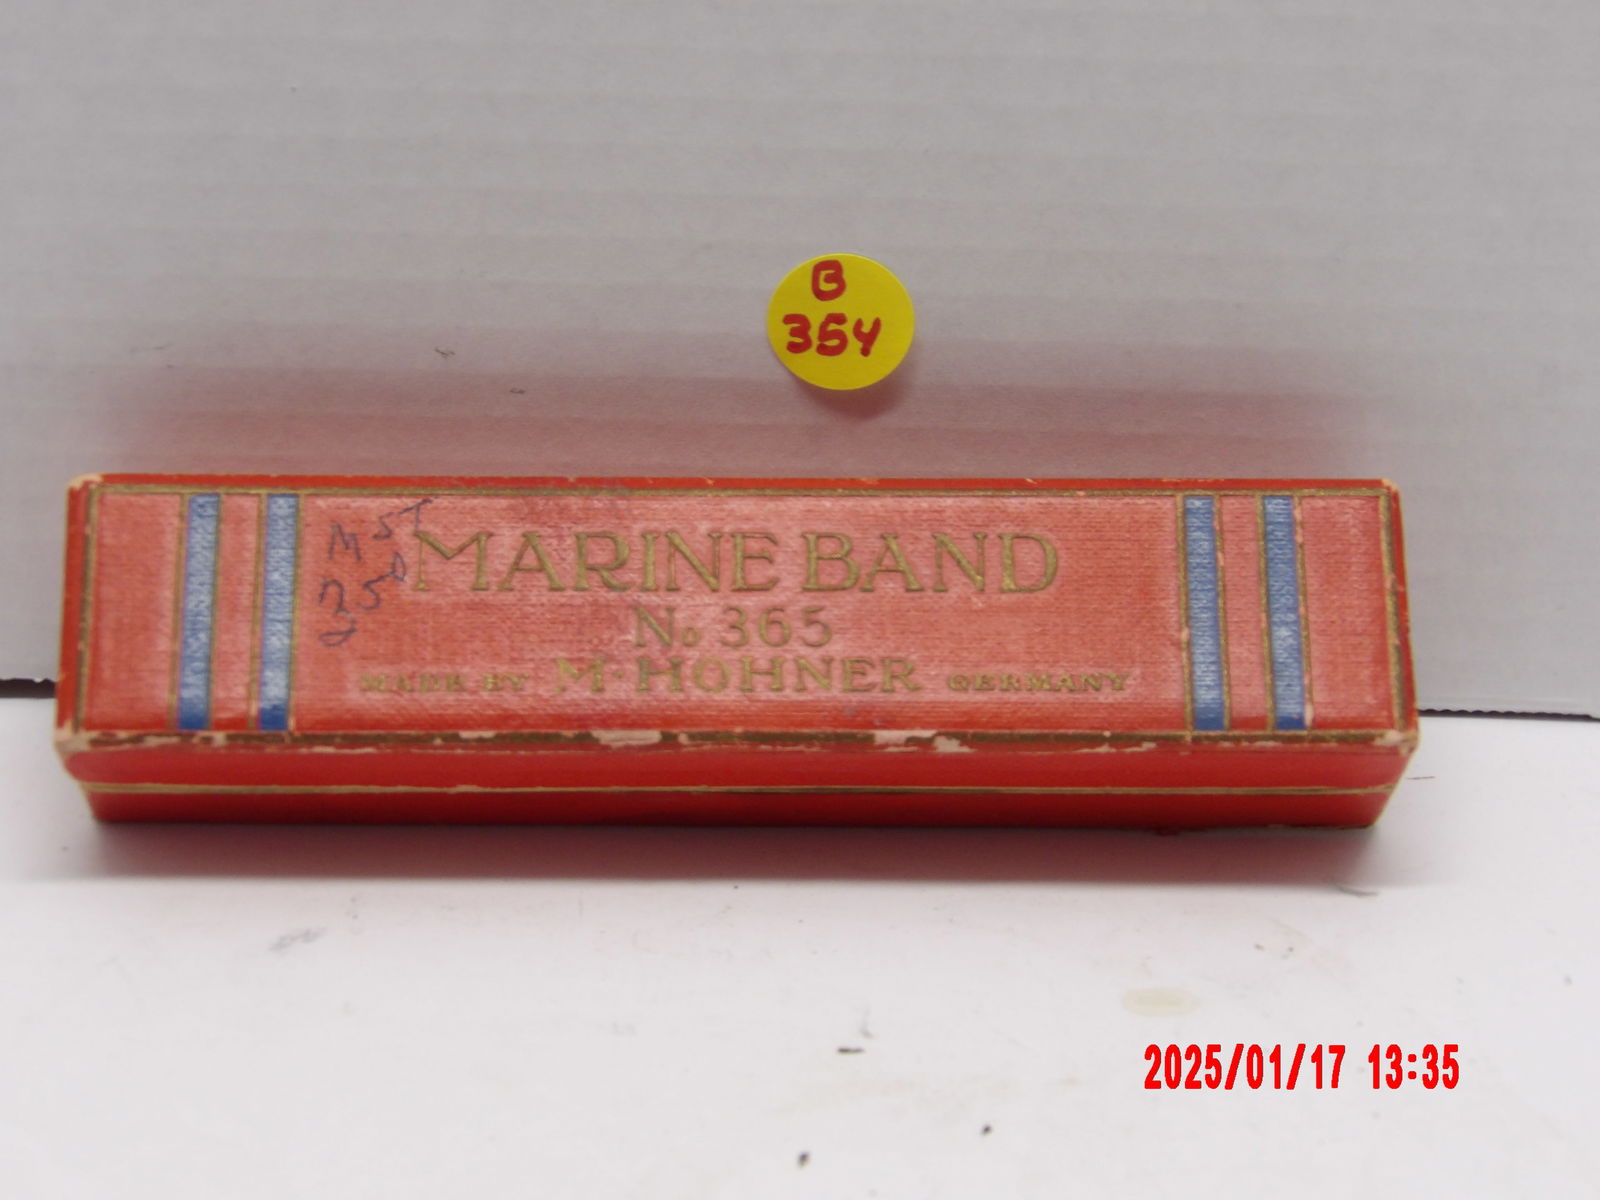 B
354
MARINE BAND
No 365
MADE BY M·HOHNER GERMANY
2025/01/17 13:35